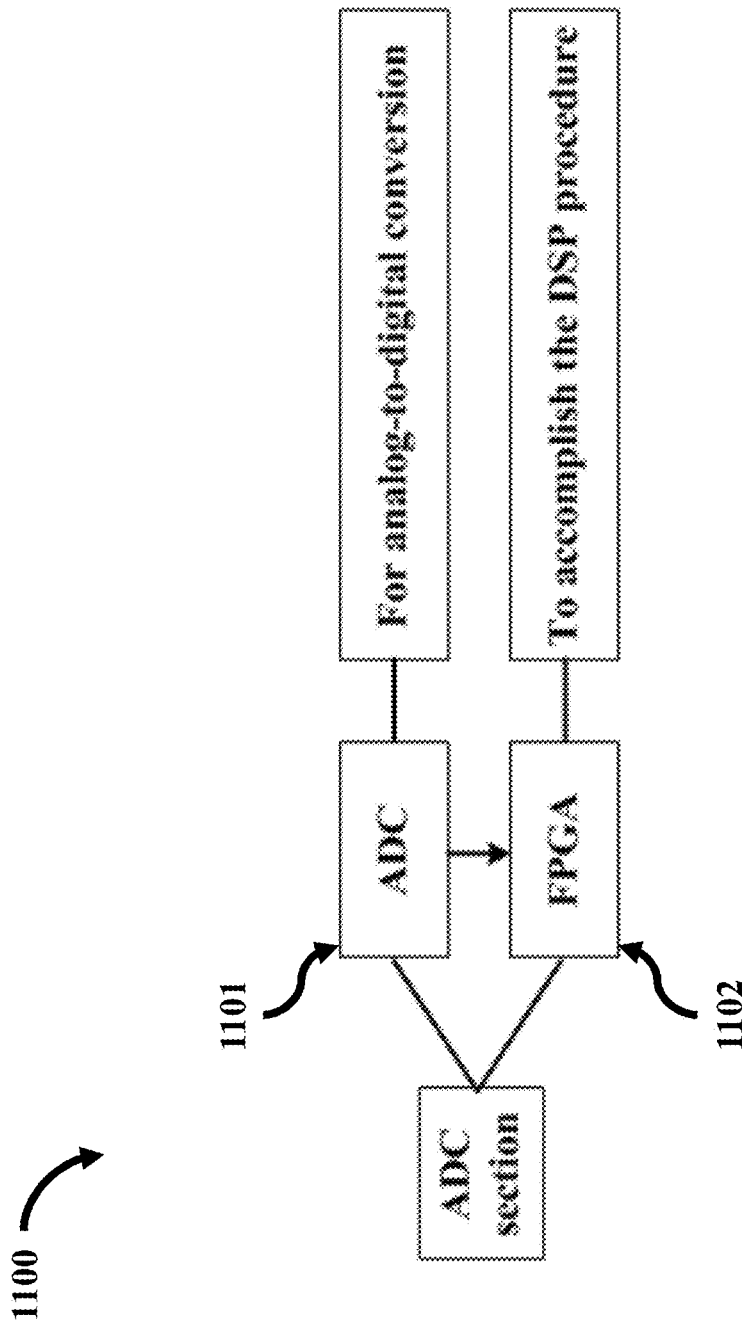 1100
1101
ADC
For analog-to-digital conversion
ADC
section
FPGA
To accomplish the DSP procedure
1102